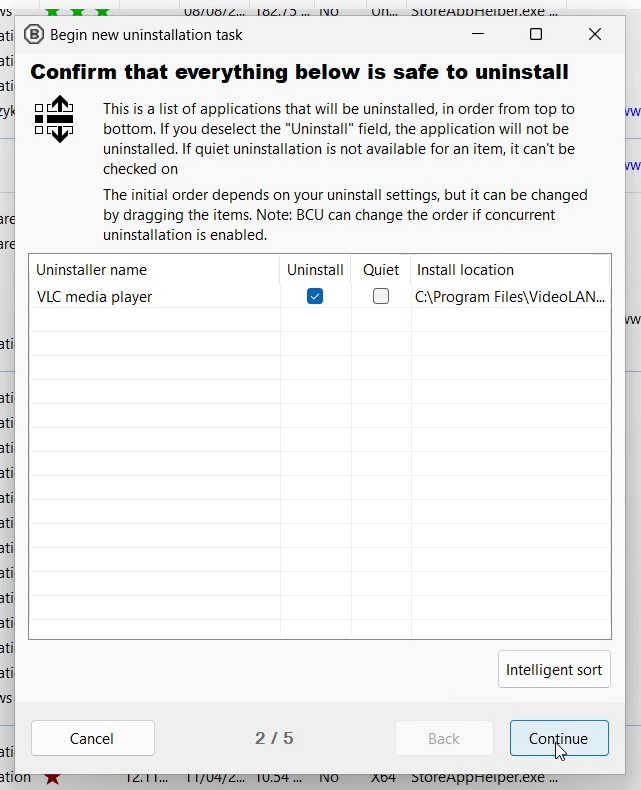 08/08/2... 182.75 ... No Un... StoreAppHelper.exe ...
Begin new uninstallation task
Confirm that everything below is safe to uninstall
This is a list of applications that will be uninstalled, in order from top to
bottom. If you deselect the "Uninstall" field, the application will not be
uninstalled. If quiet uninstallation is not available for an item, it can't be
checked on
The initial order depends on your uninstall settings, but it can be changed
by dragging the items. Note: BCU can change the order if concurrent
uninstallation is enabled.
Uninstaller name Uninstall Quiet Install location
VLC media player C:\Program Files\VideoLAN...
Intelligent sort
Cancel 2 / 5 Back Continue
12.11... 11/04/2... 10.54 ... No X64 StoreAppHelper.exe ...